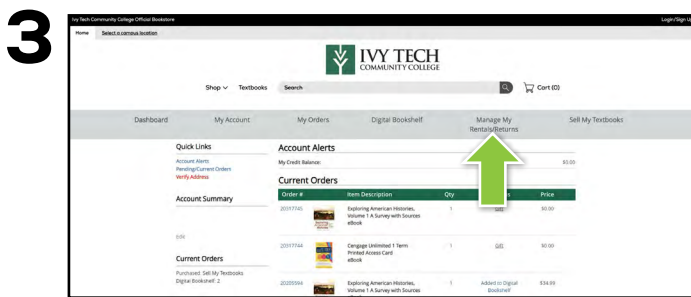 3
Ivy Tech Community College Official Bookstore
Login/Sign U
Home Select a campus location
IVY TECH
COMMUNITY COLLEGE
Shop Textbooks Search Cart (0)
Dashboard My Account My Orders Digital Bookshelf Manage My Rentals/Returns Sell My Textbooks
Quick Links
Account Alerts
Pending/Current Orders
Verify Address
Account Summary
Edit
Current Orders
Purchased: Sell My Textbooks
Digital Bookshelf: 2
Account Alerts
My Credit Balance: $0.00
Current Orders
Order # Item Description Qty Price
20317745 Exploring American Histories, Volume 1 A Survey with Sources eBook 1 Gift $0.00
20317744 Cengage Unlimited 1 Term Printed Access Card eBook 1 Gift $0.00
Exploring American Histories, Volume 1 A Survey with Sources 1 Added to Digital Bookshelf $34.99